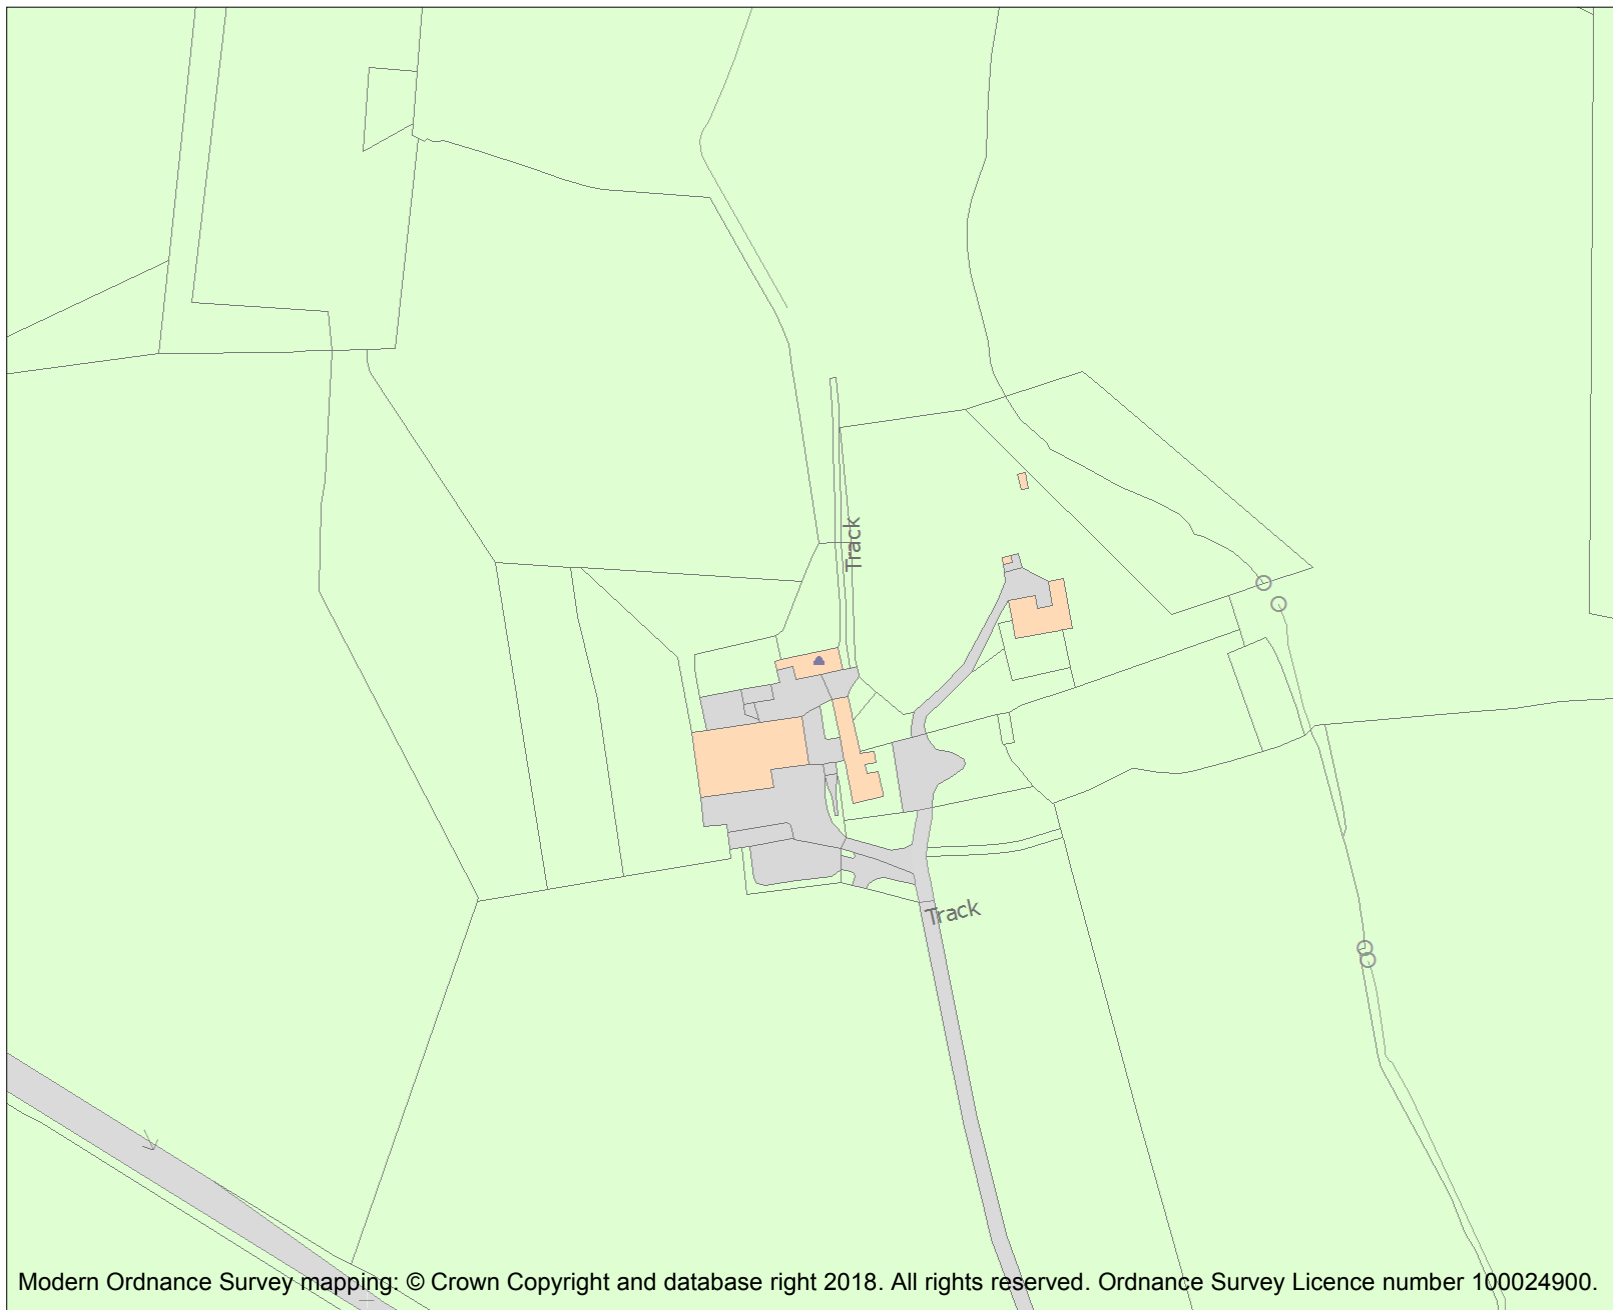 Track
Track
Modern Ordnance Survey mapping: © Crown Copyright and database right 2018. All rights reserved. Ordnance Survey Licence number 100024900.